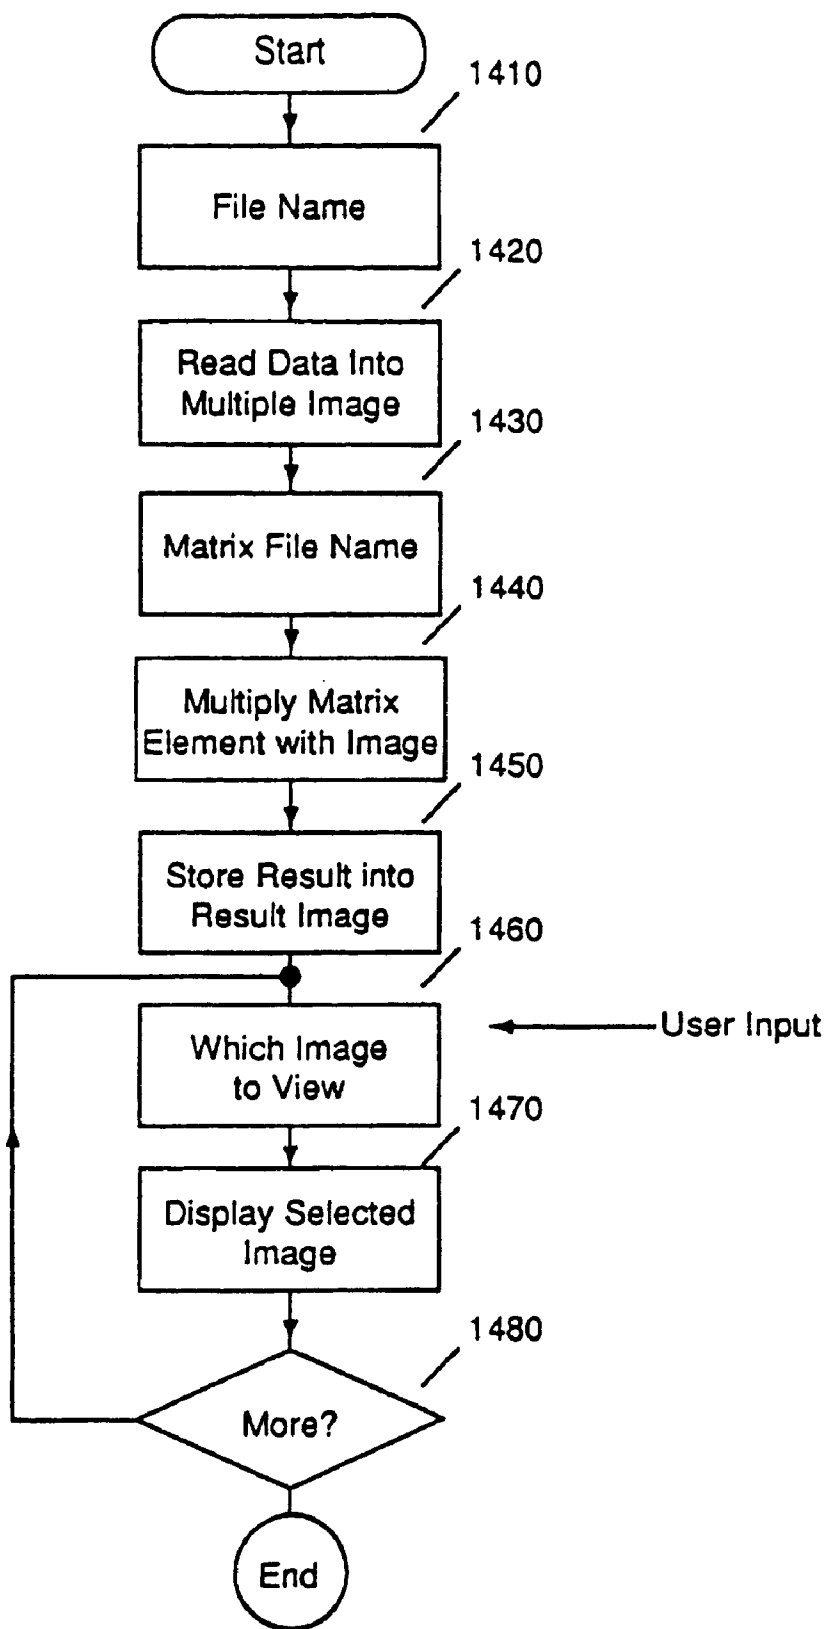 Start
1410
File Name
1420
Read Data Into
Multiple Image
1430
Matrix File Name
1440
Multiply Matrix
Element with Image
1450
Store Result into
Result Image
1460
User Input
Which Image
to View
1470
Display Selected
Image
1480
More?
End